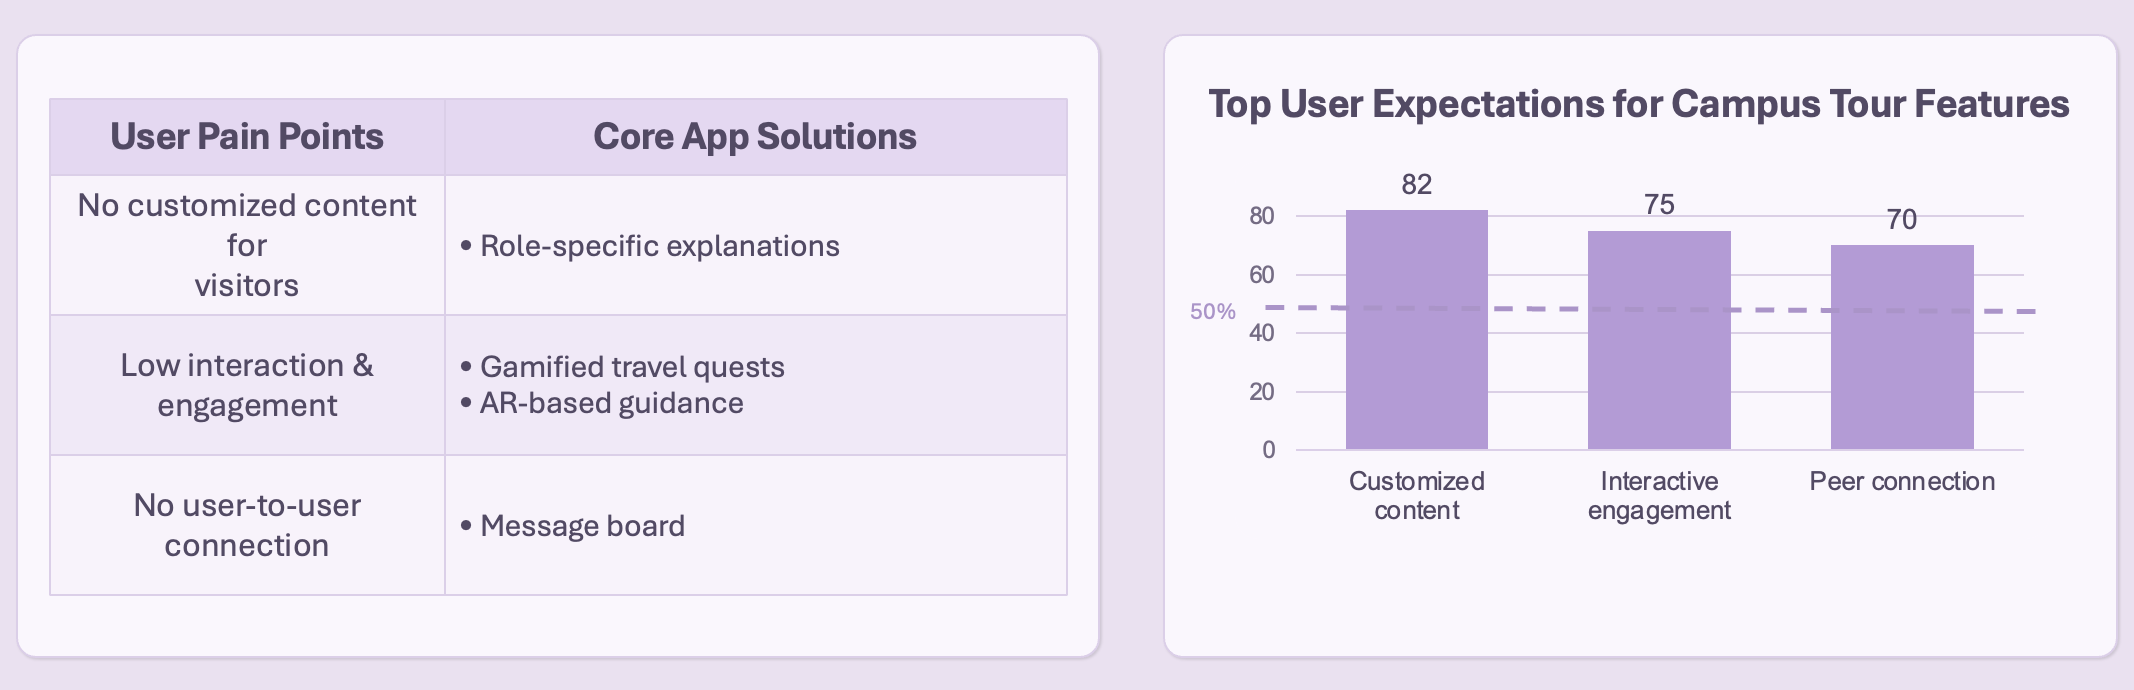 User Pain Points
Core App Solutions
No customized content
for
visitors
• Role-specific explanations
Low interaction &
engagement
• Gamified travel quests
• AR-based guidance
No user-to-user
connection
• Message board
Top User Expectations for Campus Tour Features
82
75
70
80
60
50%
40
20
0
Customized
content
Interactive
engagement
Peer connection